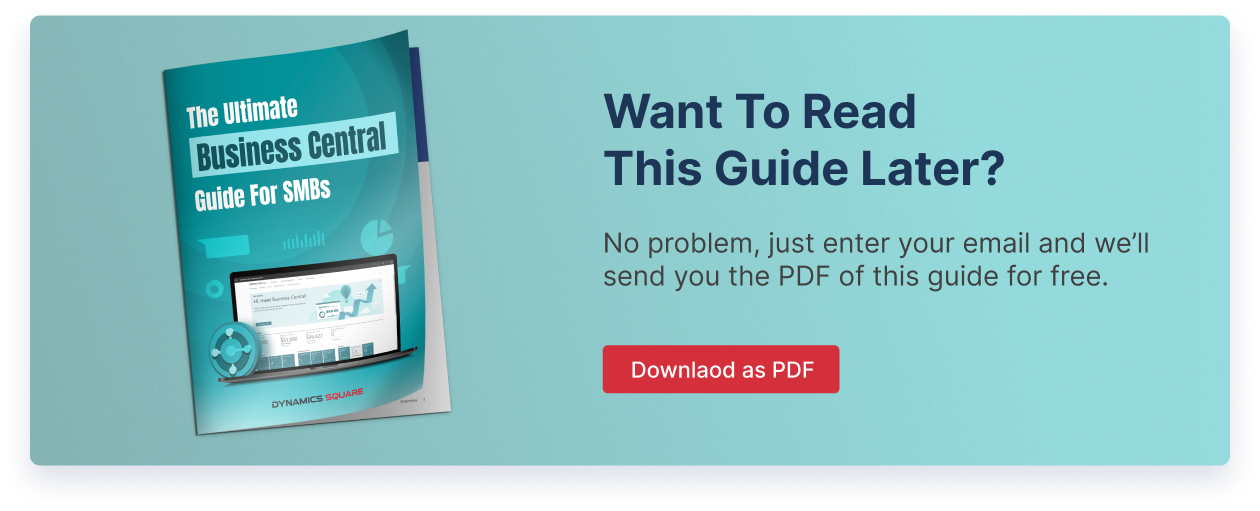 The Ultimate
Business Central
Guide For SMBs
Hi, meet Business Central!
DYNAMICS SQUARE
Want To Read
This Guide Later?
No problem, just enter your email and we’ll
send you the PDF of this guide for free.
Downlaod as PDF